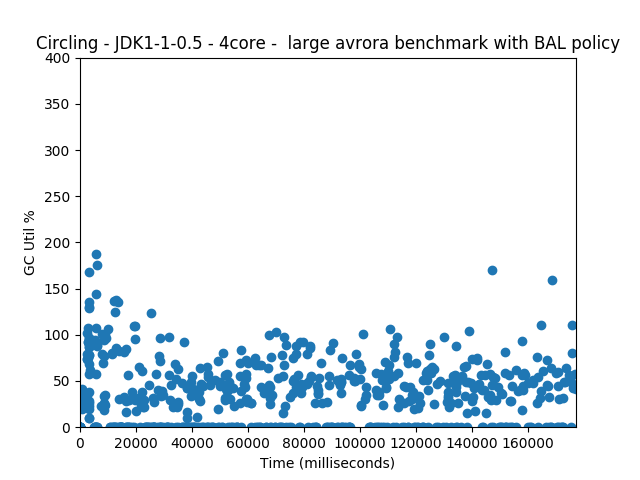 Circling - JDK1-1-0.5 - 4core -  large avrora benchmark with BAL policy
400
350
300
250
200
150
100
50
0
GC Util %
0 20000 40000 60000 80000 100000 120000 140000 160000
Time (milliseconds)